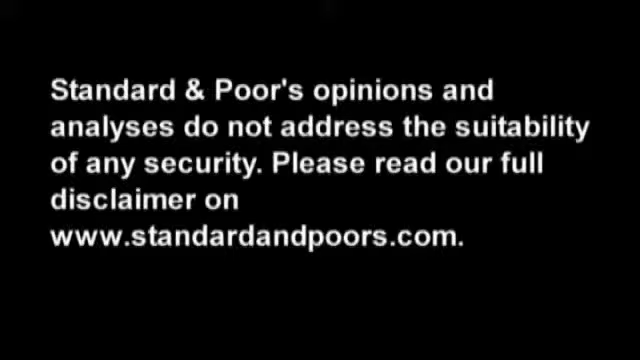 Standard & Poor's opinions and
analyses do not address the suitability
of any security. Please read our full
disclaimer on
www.standardandpoors.com.